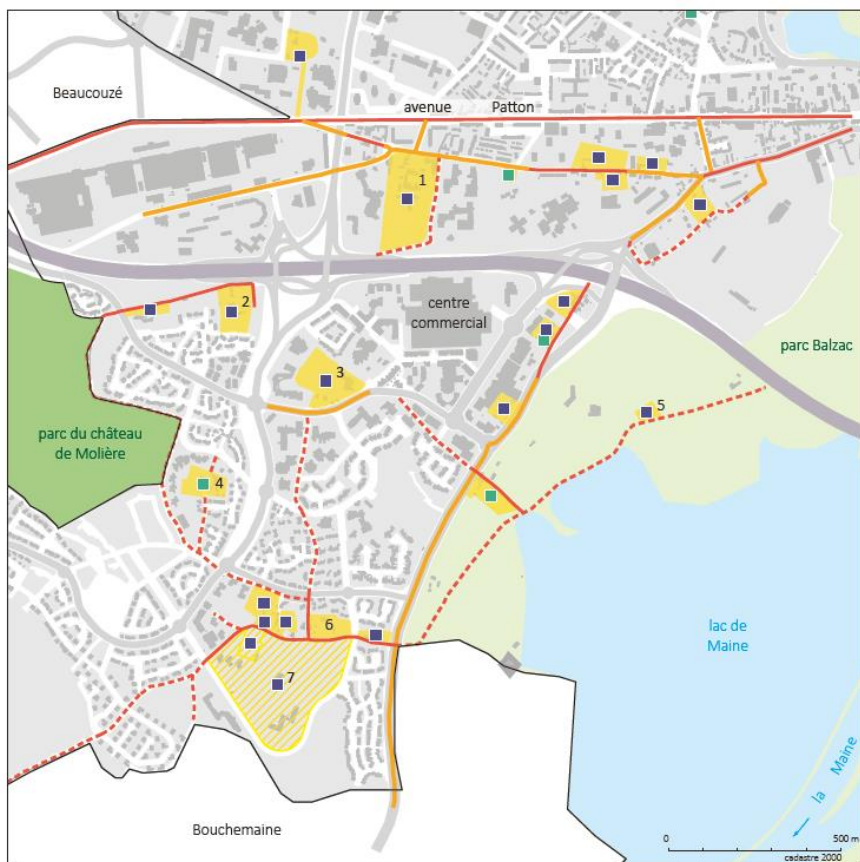 Beaucouzé
avenue Patton
1
2
centre
commercial
3
parc Balzac
5
parc du château
de Molière
4
6
lac de
Maine
7
la Maine
Bouchemaine
0
500 m
cadastre 2000